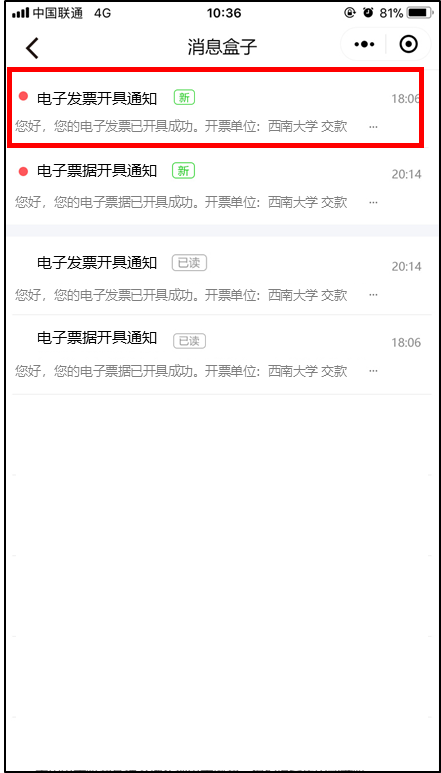 中国联通 4G 10:36 81%
消息盒子
电子发票开具通知 新 18:06
您好，您的电子发票已开具成功。开票单位：西南大学 交款 ...
电子票据开具通知 新 20:14
您好，您的电子票据已开具成功。开票单位：西南大学 交款 ...
电子发票开具通知 已读 20:14
您好，您的电子发票已开具成功。开票单位：西南大学 交款 ...
电子票据开具通知 已读 18:06
您好，您的电子票据已开具成功。开票单位：西南大学 交款 ...